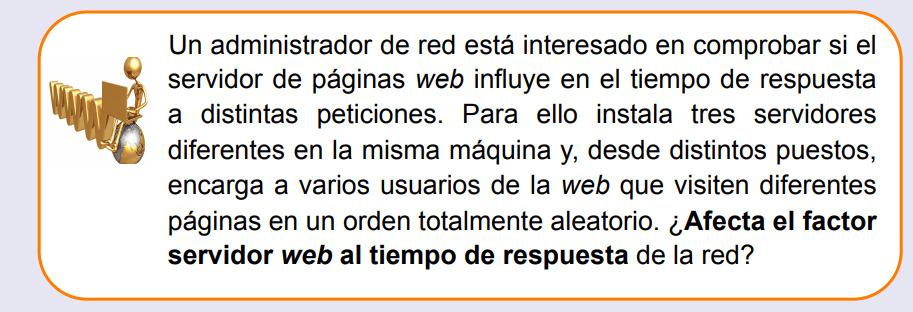 Un administrador de red está interesado en comprobar si el
servidor de páginas web influye en el tiempo de respuesta
a distintas peticiones. Para ello instala tres servidores
diferentes en la misma máquina y, desde distintos puestos,
encarga a varios usuarios de la web que visiten diferentes
páginas en un orden totalmente aleatorio. ¿Afecta el factor
servidor web al tiempo de respuesta de la red?